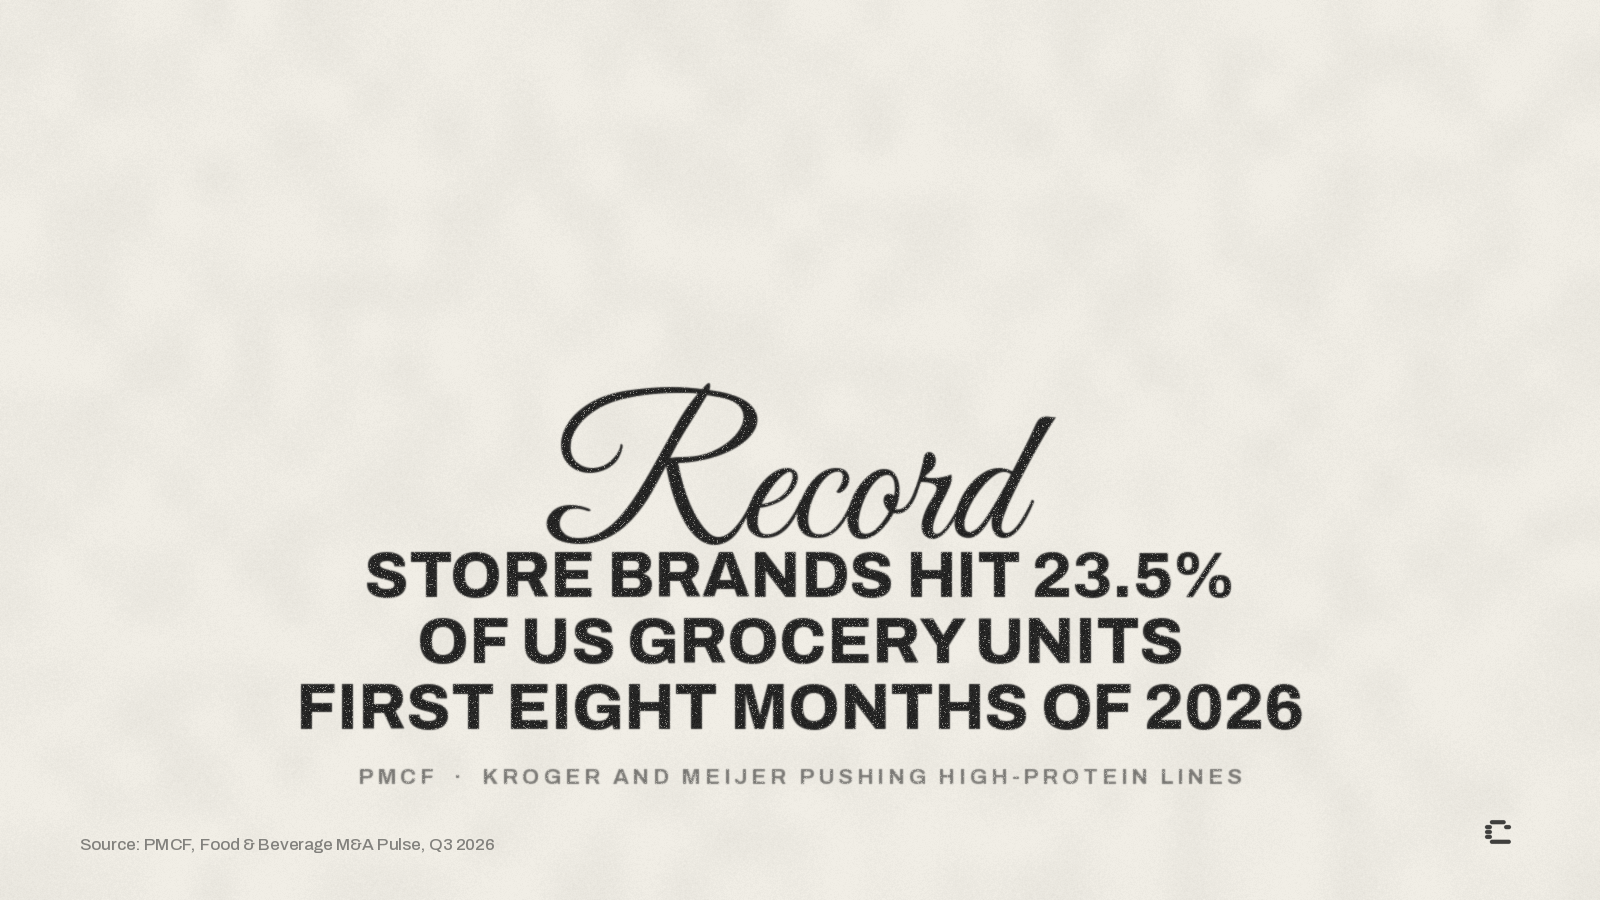 Record
STORE BRANDS HIT 23.5%
OF US GROCERY UNITS
FIRST EIGHT MONTHS OF 2026
PMCF · KROGER AND MEIJER PUSHING HIGH-PROTEIN LINES
Source: PMCF, Food & Beverage M&A Pulse, Q3 2026